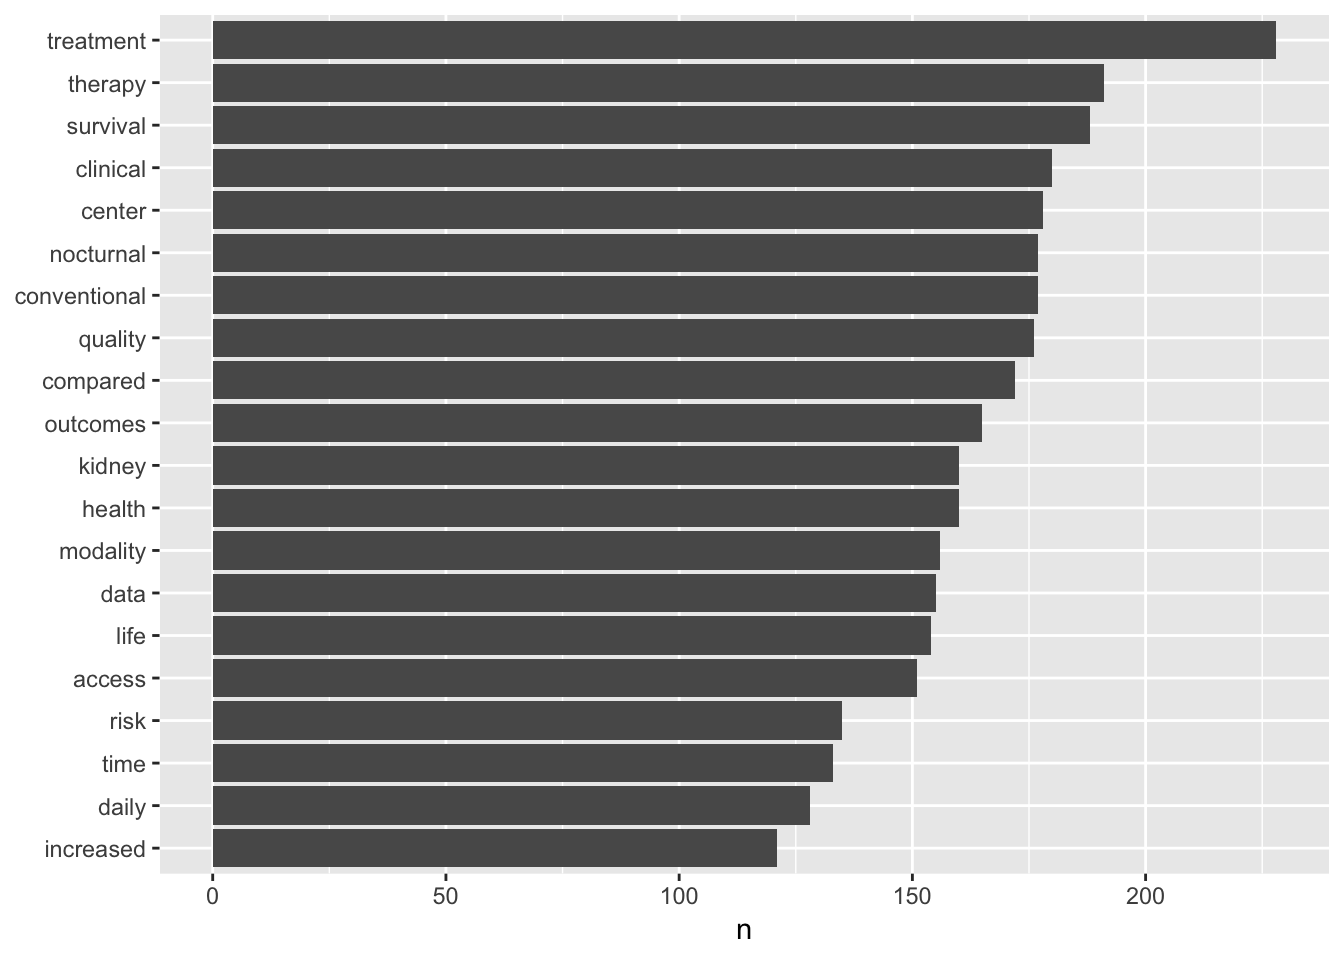 treatment
therapy
survival
clinical
center
nocturnal
conventional
quality
compared
outcomes
kidney
health
modality
data
life
access
risk
time
daily
increased
0 50 100 150 200
n